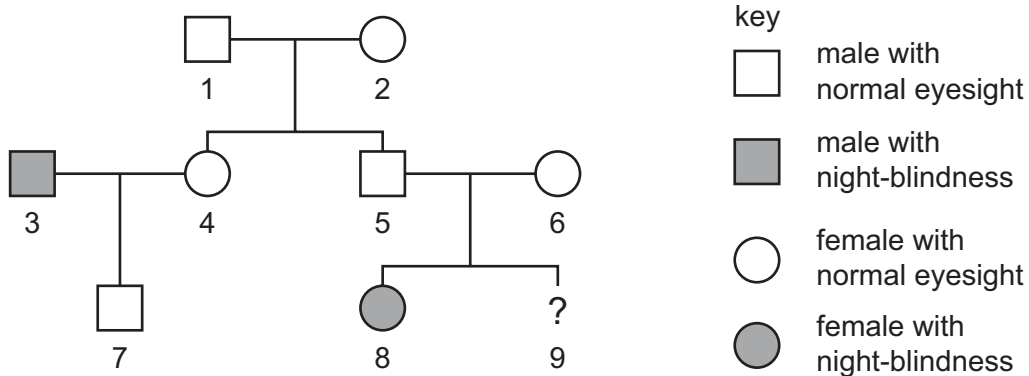 key
male with
normal eyesight
1
2
male with
night-blindness
3
4
5
6
female with
normal eyesight
?
7
8
9
female with
night-blindness